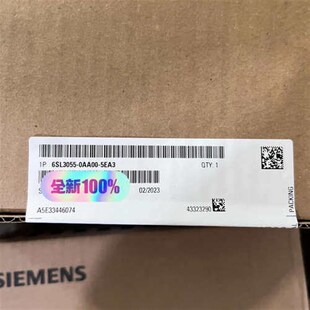 1P 6SL3055-0AA00-5EA3
QTY: 1
全新100%
S
02/2023
A5E33446074
43323290
PACKING
SIEMENS